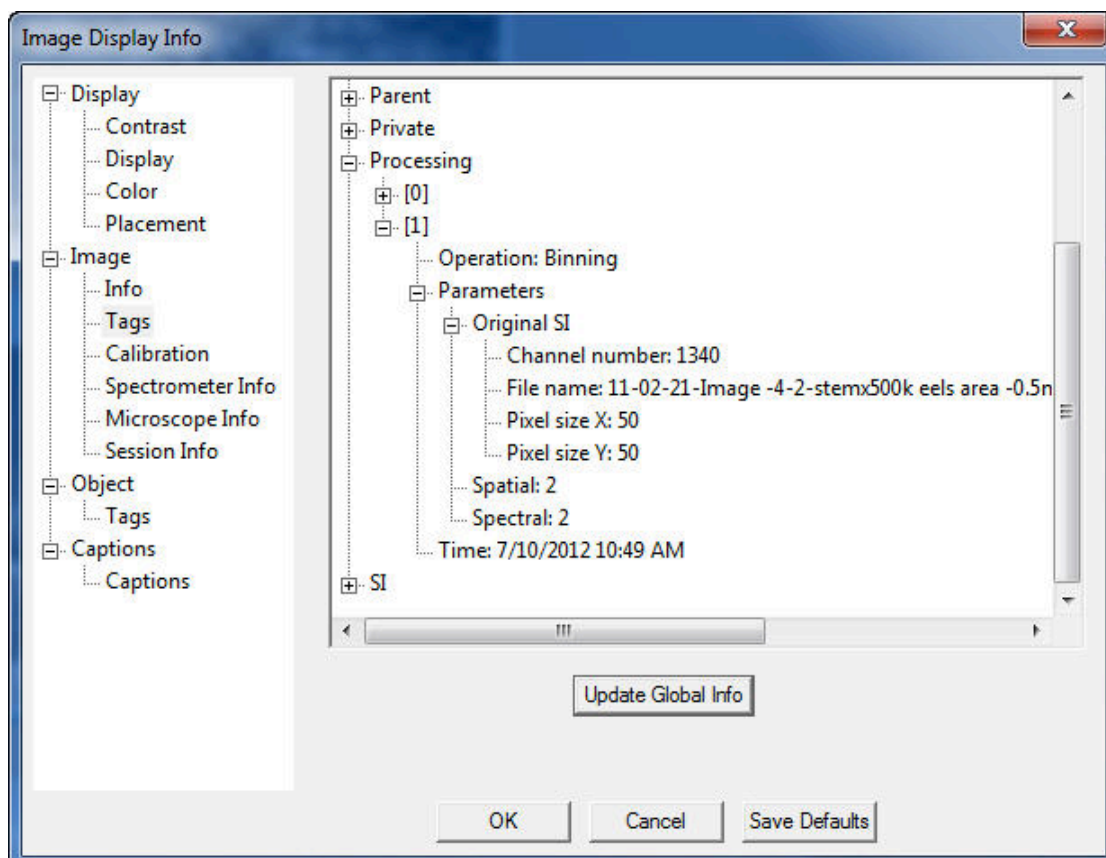 Image Display Info
Display
Contrast
Display
Color
Placement
Image
Info
Tags
Calibration
Spectrometer Info
Microscope Info
Session Info
Object
Tags
Captions
Captions
Parent
Private
Processing
[0]
[1]
Operation: Binning
Parameters
Original SI
Channel number: 1340
File name: 11-02-21-Image -4-2-stemx500k eels area -0.5n
Pixel size X: 50
Pixel size Y: 50
Spatial: 2
Spectral: 2
Time: 7/10/2012 10:49 AM
SI
Update Global Info
OK Cancel Save Defaults